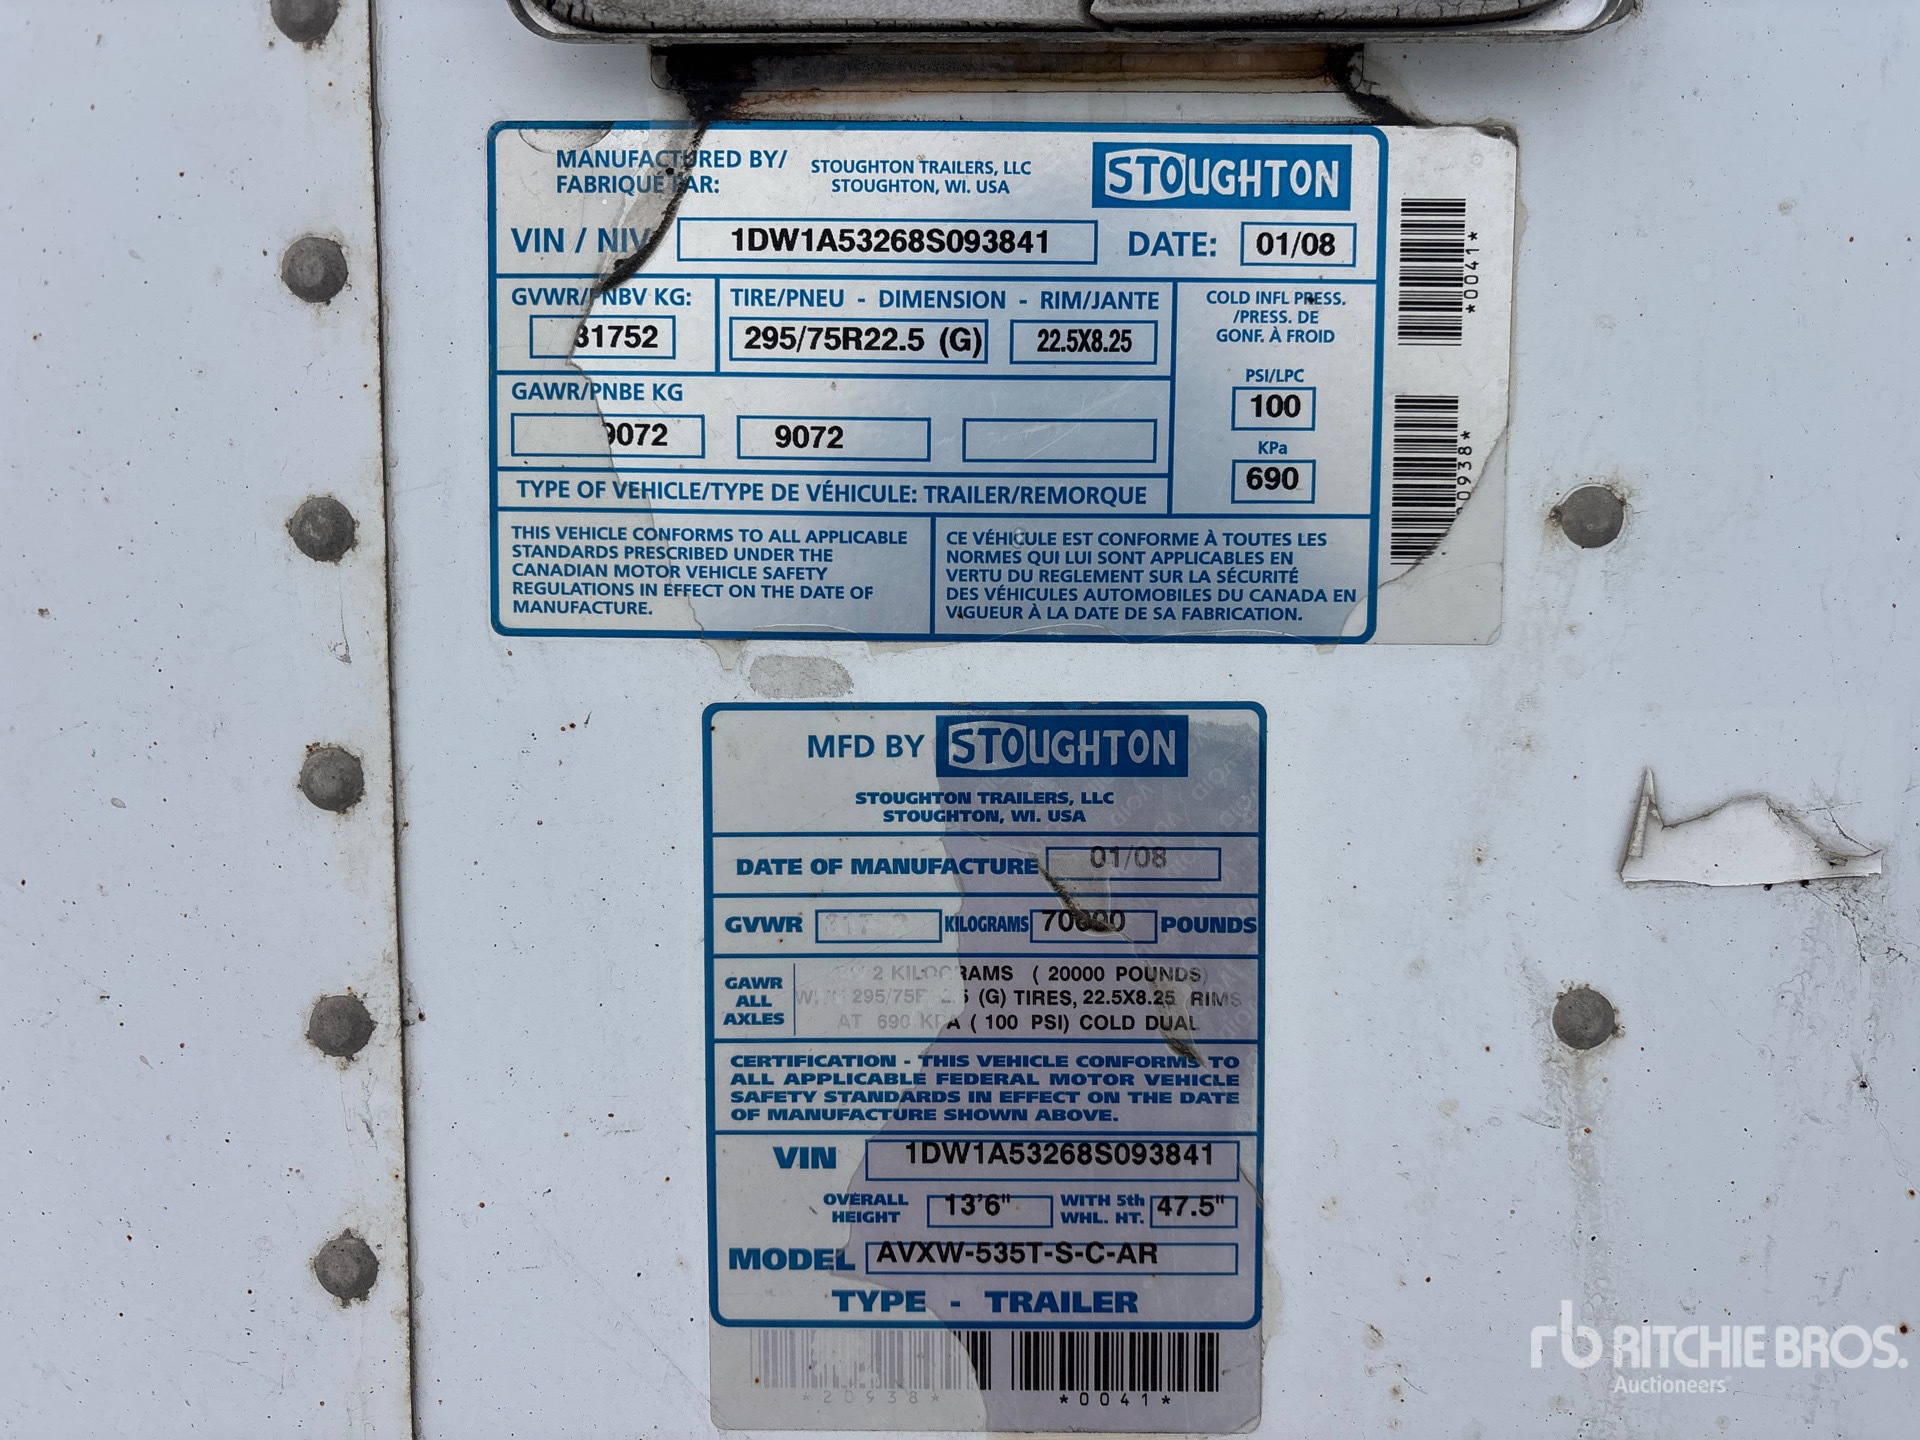 MANUFACTURED BY/
FABRIQUE PAR:
STOUGHTON TRAILERS, LLC
STOUGHTON, WI. USA
STOUGHTON
VIN / NIV
1DW1A53268S093841
DATE:
01/08
GVWR/PNBV KG:
31752
TIRE/PNEU - DIMENSION - RIM/JANTE
295/75R22.5 (G)
22.5X8.25
COLD INFL PRESS.
/PRESS. DE
GONF. À FROID
PSI/LPC
100
KPa
690
GAWR/PNBE KG
9072
9072
TYPE OF VEHICLE/TYPE DE VÉHICULE: TRAILER/REMORQUE
THIS VEHICLE CONFORMS TO ALL APPLICABLE
STANDARDS PRESCRIBED UNDER THE
CANADIAN MOTOR VEHICLE SAFETY
REGULATIONS IN EFFECT ON THE DATE OF
MANUFACTURE.
CE VÉHICULE EST CONFORME À TOUTES LES
NORMES QUI LUI SONT APPLICABLES EN
VERTU DU REGLEMENT SUR LA SÉCURITÉ
DES VÉHICULES AUTOMOBILES DU CANADA EN
VIGUEUR À LA DATE DE SA FABRICATION.
*0041*
0938*
MFD BY STOUGHTON
STOUGHTON TRAILERS, LLC
STOUGHTON, WI. USA
DATE OF MANUFACTURE 01/08
GVWR 31752 KILOGRAMS 70000 POUNDS
GAWR
ALL
AXLES
KILOGRAMS ( 20000 POUNDS)
295/75R22.5 (G) TIRES, 22.5X8.25 RIMS
AT 690 KPA ( 100 PSI) COLD DUAL
CERTIFICATION - THIS VEHICLE CONFORMS TO
ALL APPLICABLE FEDERAL MOTOR VEHICLE
SAFETY STANDARDS IN EFFECT ON THE DATE
OF MANUFACTURE SHOWN ABOVE.
VIN 1DW1A53268S093841
OVERALL
HEIGHT
13'6"
WITH 5th
WHL. HT.
47.5"
MODEL AVXW-535T-S-C-AR
TYPE - TRAILER
*20938*
*0041*
rb RITCHIE BROS.
Auctioneers